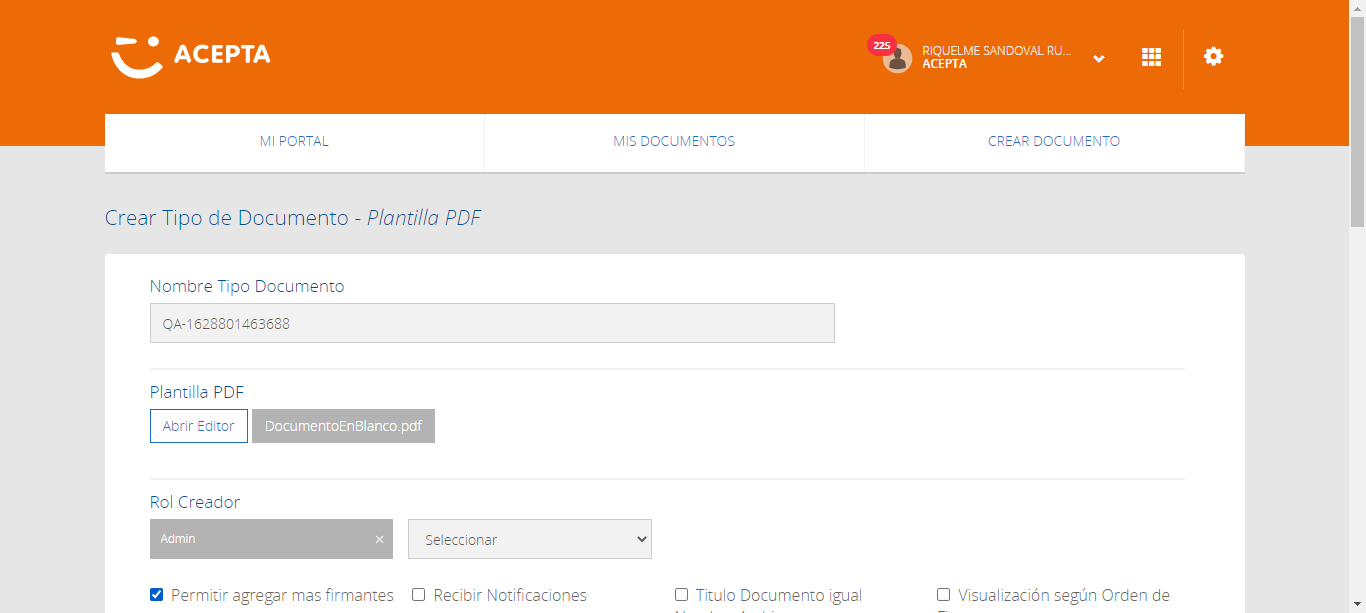 ACEPTA
225
RIQUELME SANDOVAL RU...
ACEPTA
MI PORTAL
MIS DOCUMENTOS
CREAR DOCUMENTO
Crear Tipo de Documento - Plantilla PDF
Nombre Tipo Documento
QA-1628801463688
Plantilla PDF
Abrir Editor
DocumentoEnBlanco.pdf
Rol Creador
Admin ×
Seleccionar
Permitir agregar mas firmantes
Recibir Notificaciones
Titulo Documento igual
Visualización según Orden de